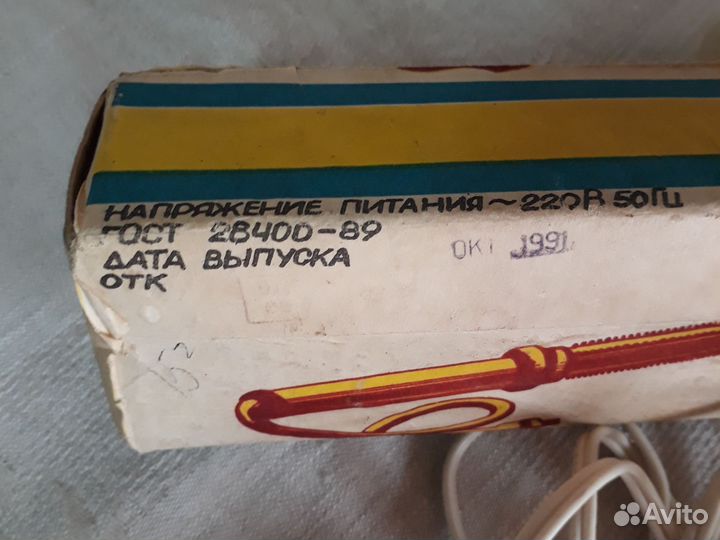 НАПРЯЖЕНИЕ ПИТАНИЯ ~ 220В 50Гц
ГОСТ 28400-89
ДАТА ВЫПУСКА ОКТ 1991
ОТК
Avito